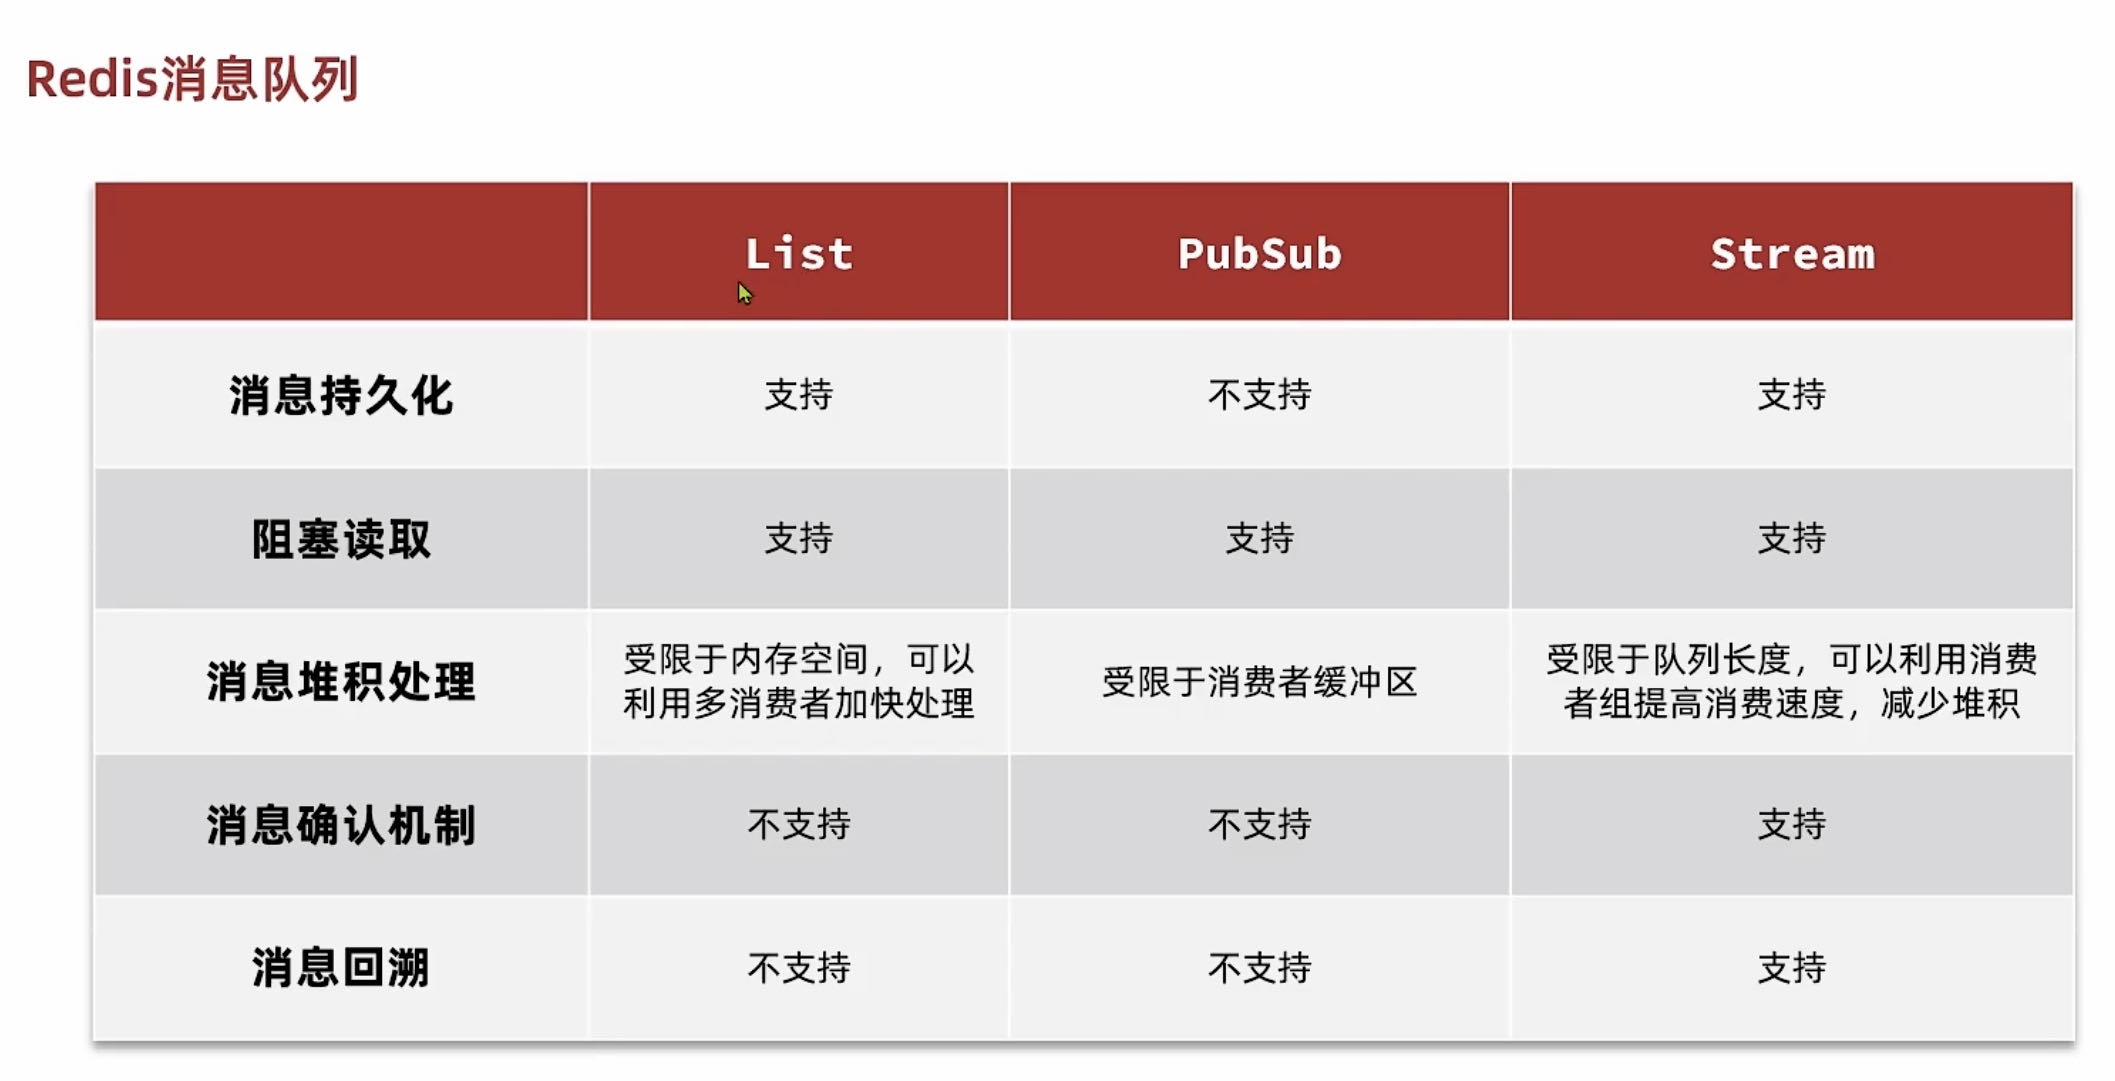 Redis消息队列
List PubSub Stream
消息持久化 支持 不支持 支持
阻塞读取 支持 支持 支持
消息堆积处理 受限于内存空间，可以 受限于消费者缓冲区 受限于队列长度，可以利用消费
利用多消费者加快处理 者组提高消费速度，减少堆积
消息确认机制 不支持 不支持 支持
消息回溯 不支持 不支持 支持